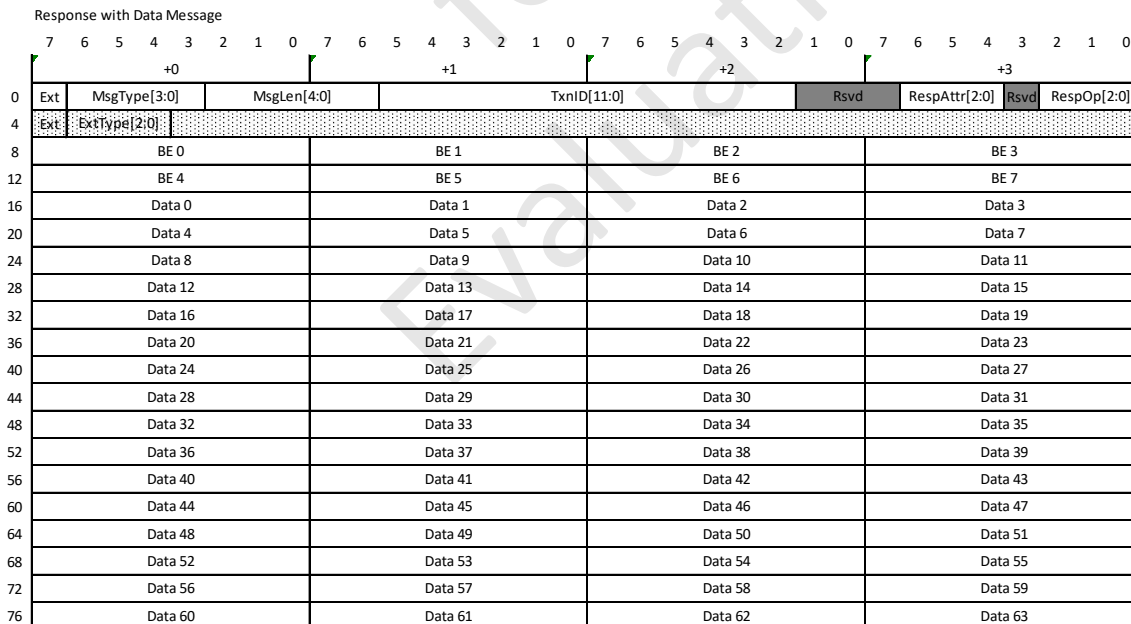 Response with Data Message
7 6 5 4 3 2 1 0 7 6 5 4 3 2 1 0 7 6 5 4 3 2 1 0 7 6 5 4 3 2 1 0
+0 +1 +2 +3
0 Ext MsgType[3:0] MsgLen[4:0] TxnID[11:0] Rsvd RespAttr[2:0] Rsvd RespOp[2:0]
4 Ext ExtType[2:0]
8 BE 0 BE 1 BE 2 BE 3
12 BE 4 BE 5 BE 6 BE 7
16 Data 0 Data 1 Data 2 Data 3
20 Data 4 Data 5 Data 6 Data 7
24 Data 8 Data 9 Data 10 Data 11
28 Data 12 Data 13 Data 14 Data 15
32 Data 16 Data 17 Data 18 Data 19
36 Data 20 Data 21 Data 22 Data 23
40 Data 24 Data 25 Data 26 Data 27
44 Data 28 Data 29 Data 30 Data 31
48 Data 32 Data 33 Data 34 Data 35
52 Data 36 Data 37 Data 38 Data 39
56 Data 40 Data 41 Data 42 Data 43
60 Data 44 Data 45 Data 46 Data 47
64 Data 48 Data 49 Data 50 Data 51
68 Data 52 Data 53 Data 54 Data 55
72 Data 56 Data 57 Data 58 Data 59
76 Data 60 Data 61 Data 62 Data 63
Evaluati